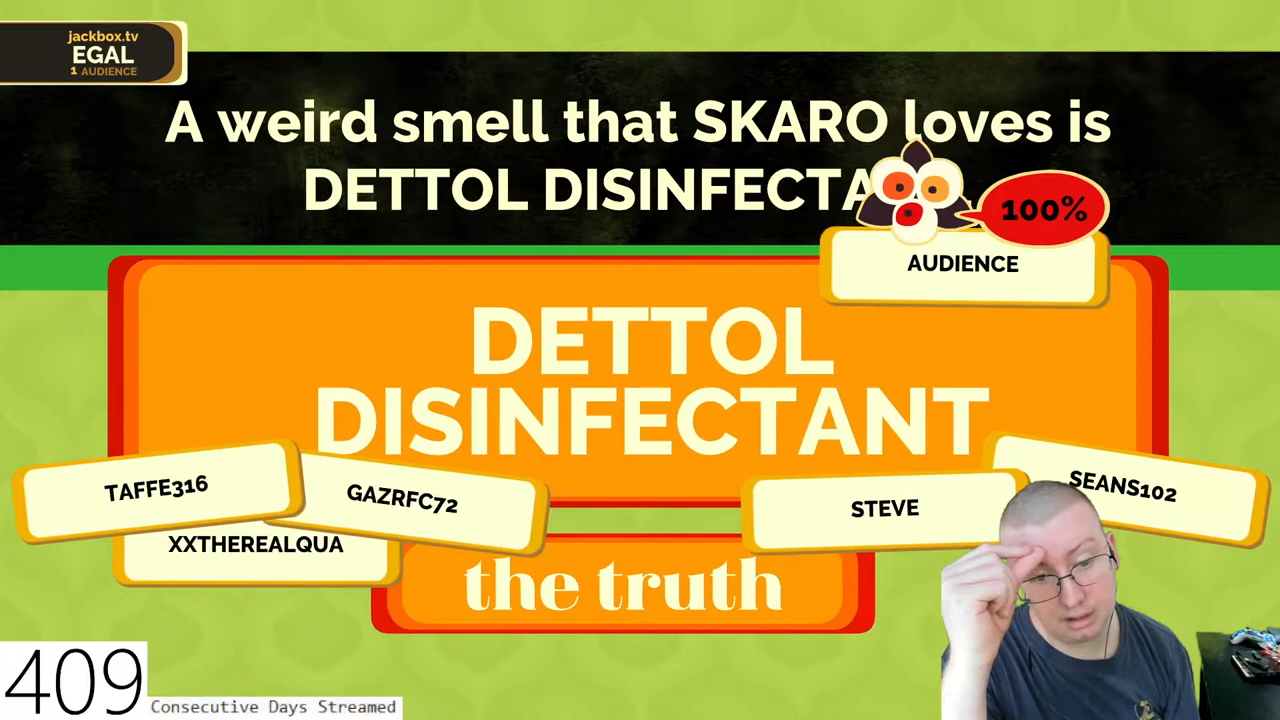 jackbox.tv
EGAL
1 AUDIENCE
A weird smell that SKARO loves is
DETTOL DISINFECTA
100%
AUDIENCE
DETTOL
DISINFECTANT
TAFFE316
GAZRFC72
STEVE
SEANS102
XXTHEREALQUA
the truth
409
Consecutive Days Streamed